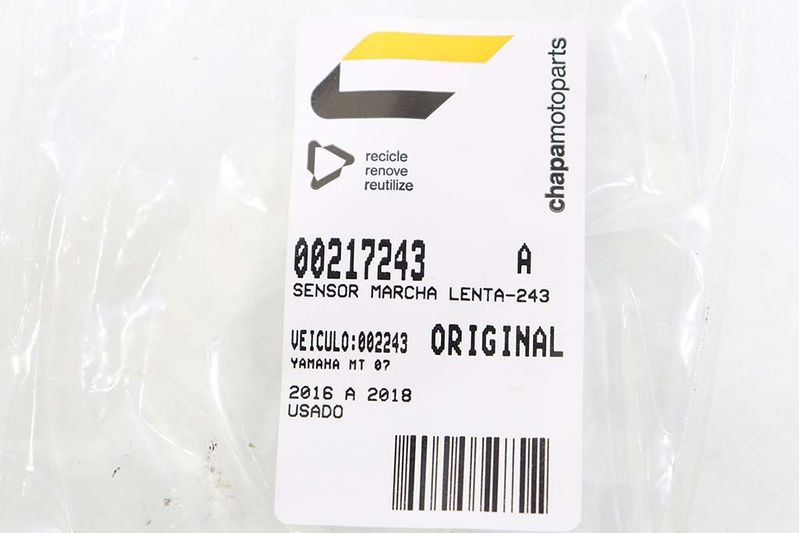 chapamotoparts
recicle
renove
reutilize
00217243 A
SENSOR MARCHA LENTA-243
VEICULO:002243 ORIGINAL
YAMAHA MT 07
2016 A 2018
USADO